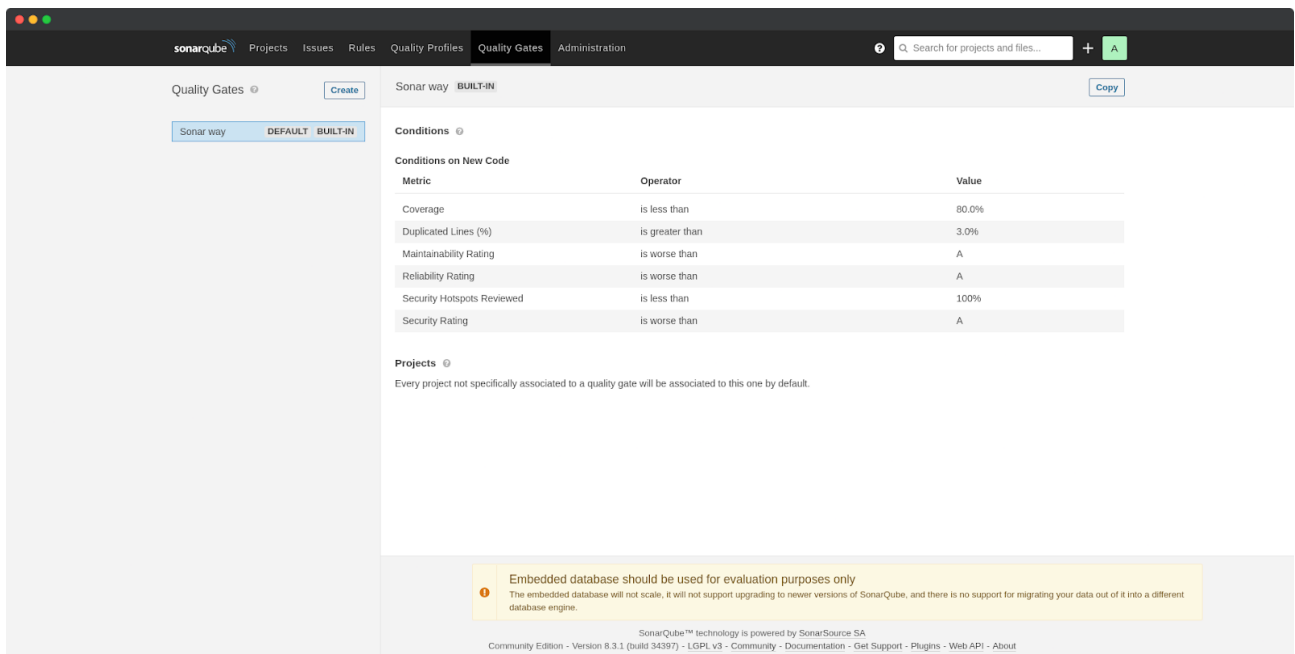 sonarqube Projects Issues Rules Quality Profiles Quality Gates Administration ? Search for projects and files... + A
Quality Gates ? Create
Sonar way DEFAULT BUILT-IN
Sonar way BUILT-IN Copy
Conditions ?
Conditions on New Code
Metric Operator Value
Coverage is less than 80.0%
Duplicated Lines (%) is greater than 3.0%
Maintainability Rating is worse than A
Reliability Rating is worse than A
Security Hotspots Reviewed is less than 100%
Security Rating is worse than A
Projects ?
Every project not specifically associated to a quality gate will be associated to this one by default.
Embedded database should be used for evaluation purposes only
The embedded database will not scale, it will not support upgrading to newer versions of SonarQube, and there is no support for migrating your data out of it into a different
database engine.
SonarQube™ technology is powered by SonarSource SA
Community Edition - Version 8.3.1 (build 34397) - LGPL v3 - Community - Documentation - Get Support - Plugins - Web API - About